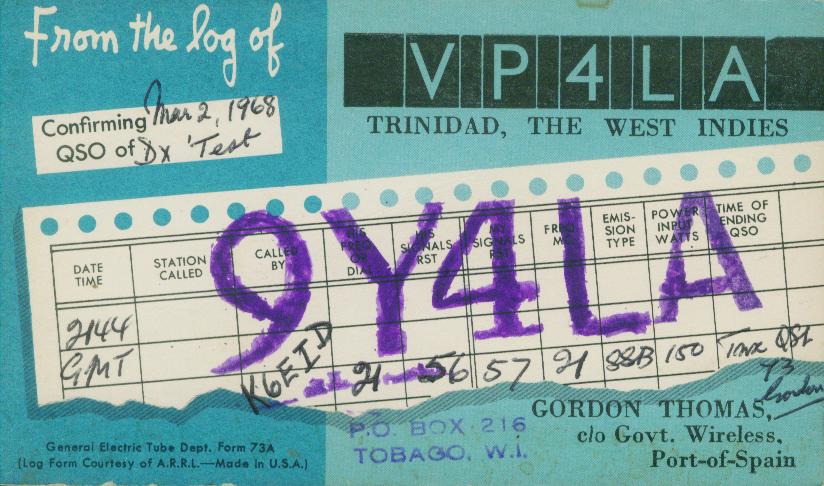 From the log of
VP4LA
TRINIDAD, THE WEST INDIES
Confirming Mar 2, 1968
QSO of Dx 'Test
9Y4LA
DATE TIME
STATION CALLED
CALLED BY
HIS FREQ. OR DIAL
HIS SIGNALS RST
MY SIGNALS RST
FREQ. MC.
EMIS-SION TYPE
POWER INPUT WATTS
TIME OF ENDING QSO
2144 GMT K6EID 21 56 57 21 SSB 150 Tnx QSL
73
Gordon
GORDON THOMAS,
c/o Govt. Wireless,
Port-of-Spain
P.O. BOX 216
TOBAGO, W.I.
General Electric Tube Dept. Form 73A
(Log Form Courtesy of A.R.R.L.—Made in U.S.A.)